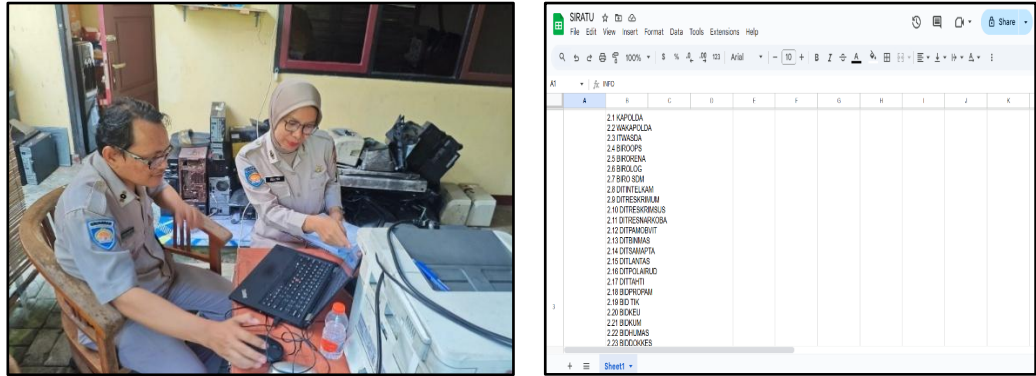 SIRATU
File Edit View Insert Format Data Tools Extensions Help
Share
100% $ % .0 .00 123 Arial - 10 + B I A
A1 fx INFO
A B C D E F G H I J K
2.1 KAPOLDA
2.2 WAKAPOLDA
2.3 ITWASDA
2.4 BIROOPS
2.5 BIRORENA
2.6 BIROLOG
2.7 BIRO SDM
2.8 DITINTELKAM
2.9 DITRESKRIMUM
2.10 DITRESKRIMSUS
2.11 DITRESNARKOBA
2.12 DITPAMOBVIT
2.13 DITBINMAS
2.14 DITSAMAPTA
2.15 DITLANTAS
2.16 DITPOLAIRUD
2.17 DITTAHTI
2.18 BIDPROPAM
2.19 BID TIK
2.20 BIDKEU
2.21 BIDKUM
2.22 BIDHUMAS
3
2.23 BIDDOKKES
Sheet1